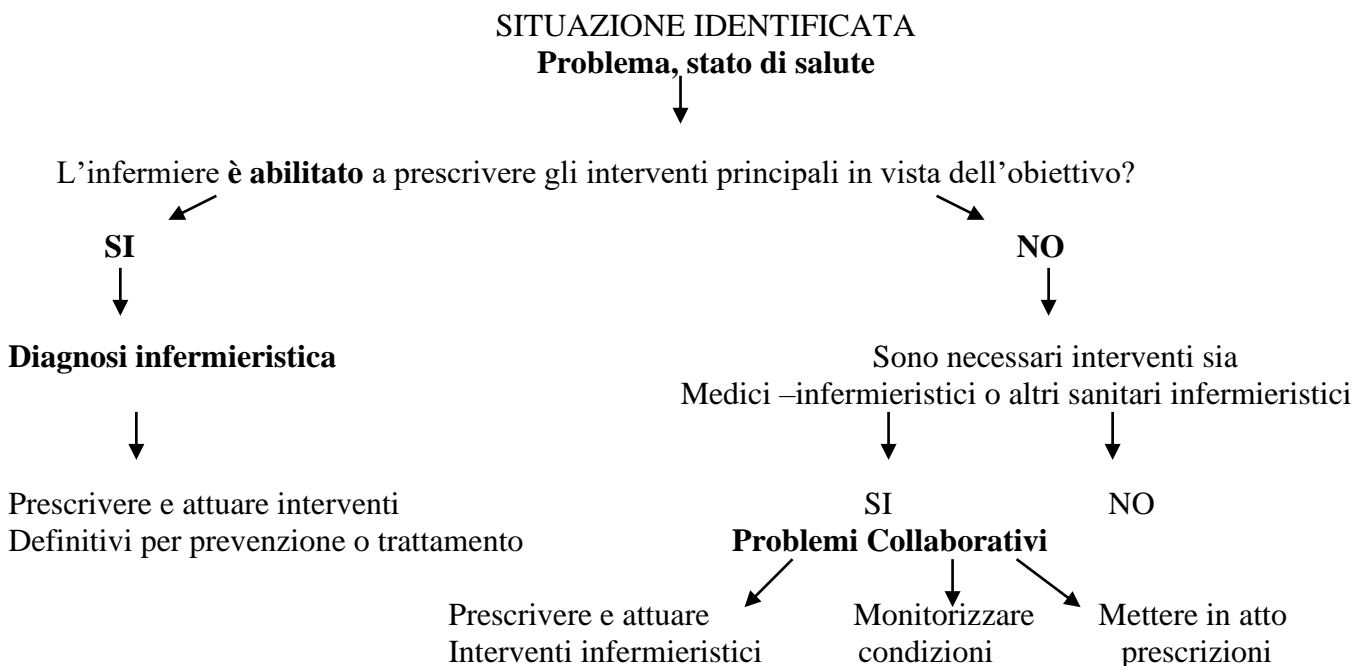 SITUAZIONE IDENTIFICATA
Problema, stato di salute
L’infermiere è abilitato a prescrivere gli interventi principali in vista dell’obiettivo?
SI NO
Diagnosi infermieristica Sono necessari interventi sia
Medici –infermieristici o altri sanitari infermieristici
Prescrivere e attuare interventi SI NO
Definitivi per prevenzione o trattamento Problemi Collaborativi
Prescrivere e attuare Monitorizzare Mettere in atto
Interventi infermieristici condizioni prescrizioni